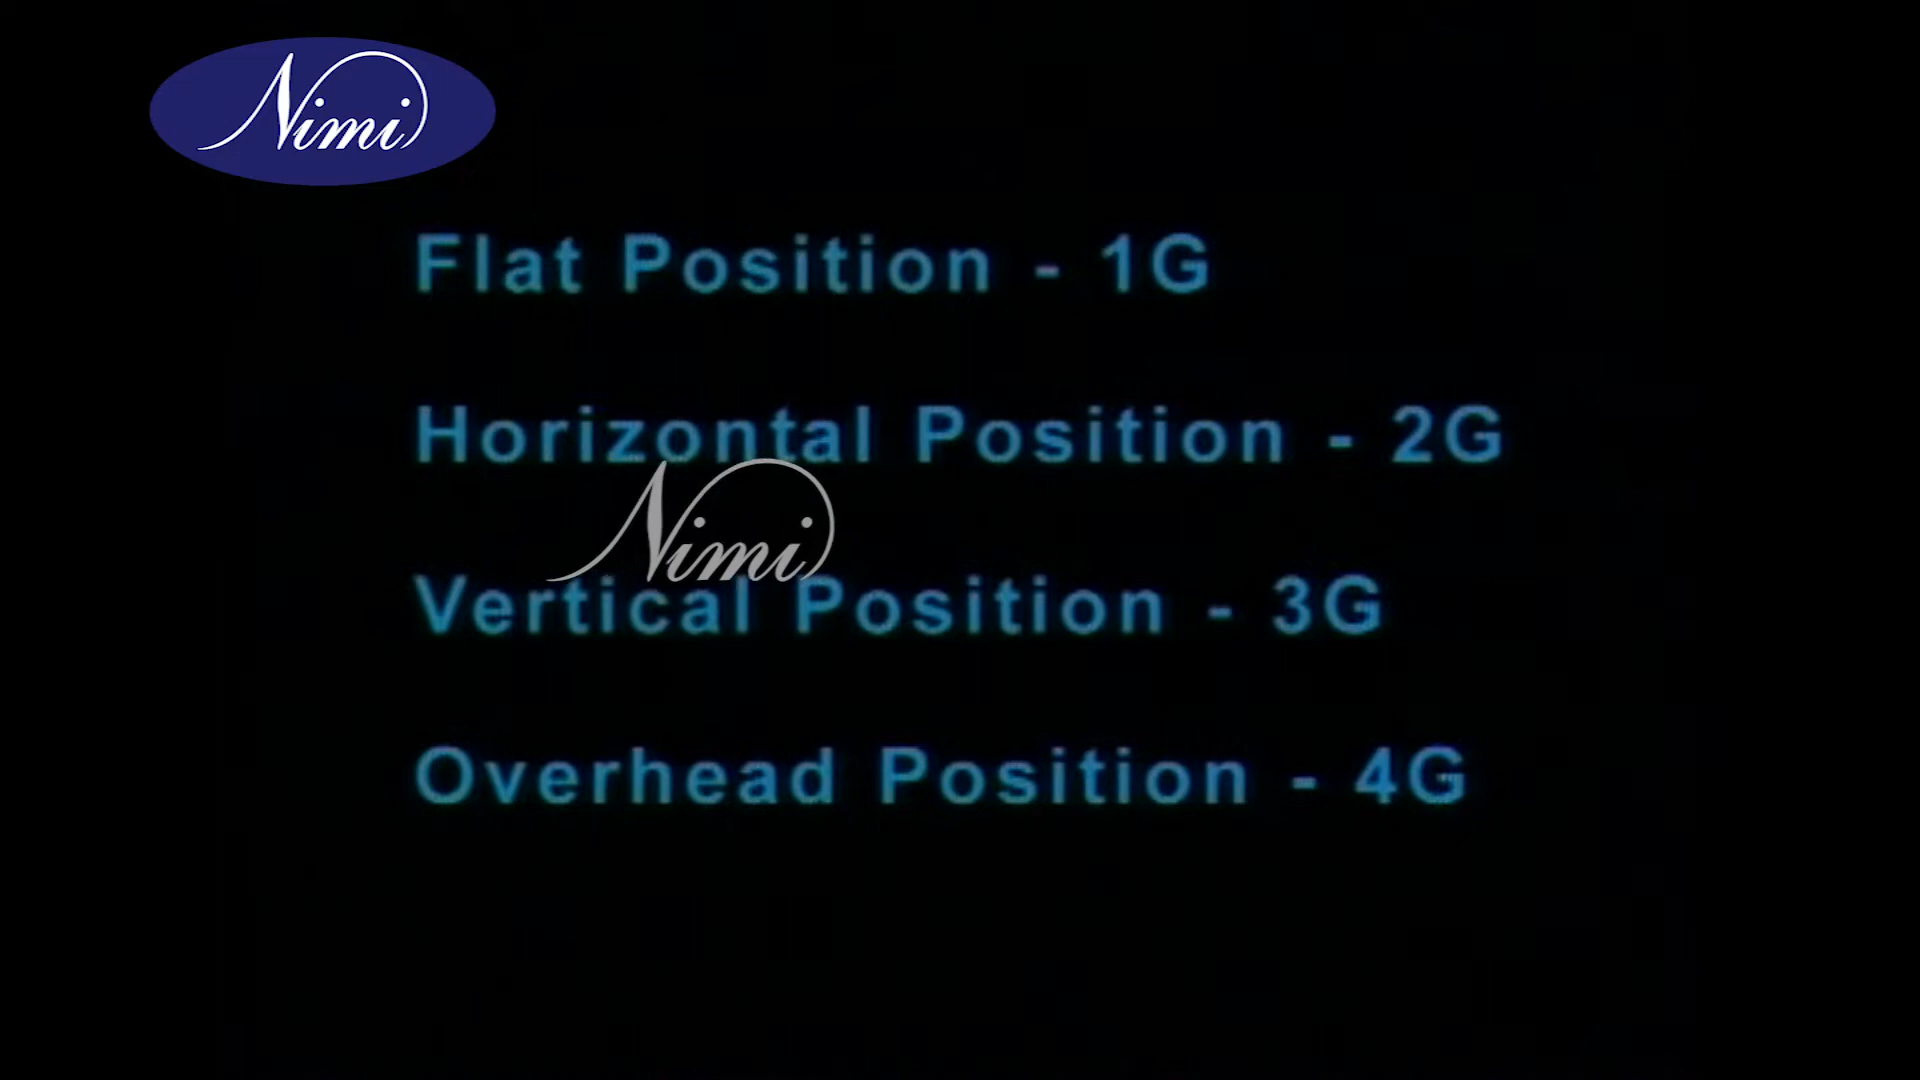 Nimi
Flat Position - 1G
Horizontal Position - 2G
Nimi
Vertical Position - 3G
Overhead Position - 4G